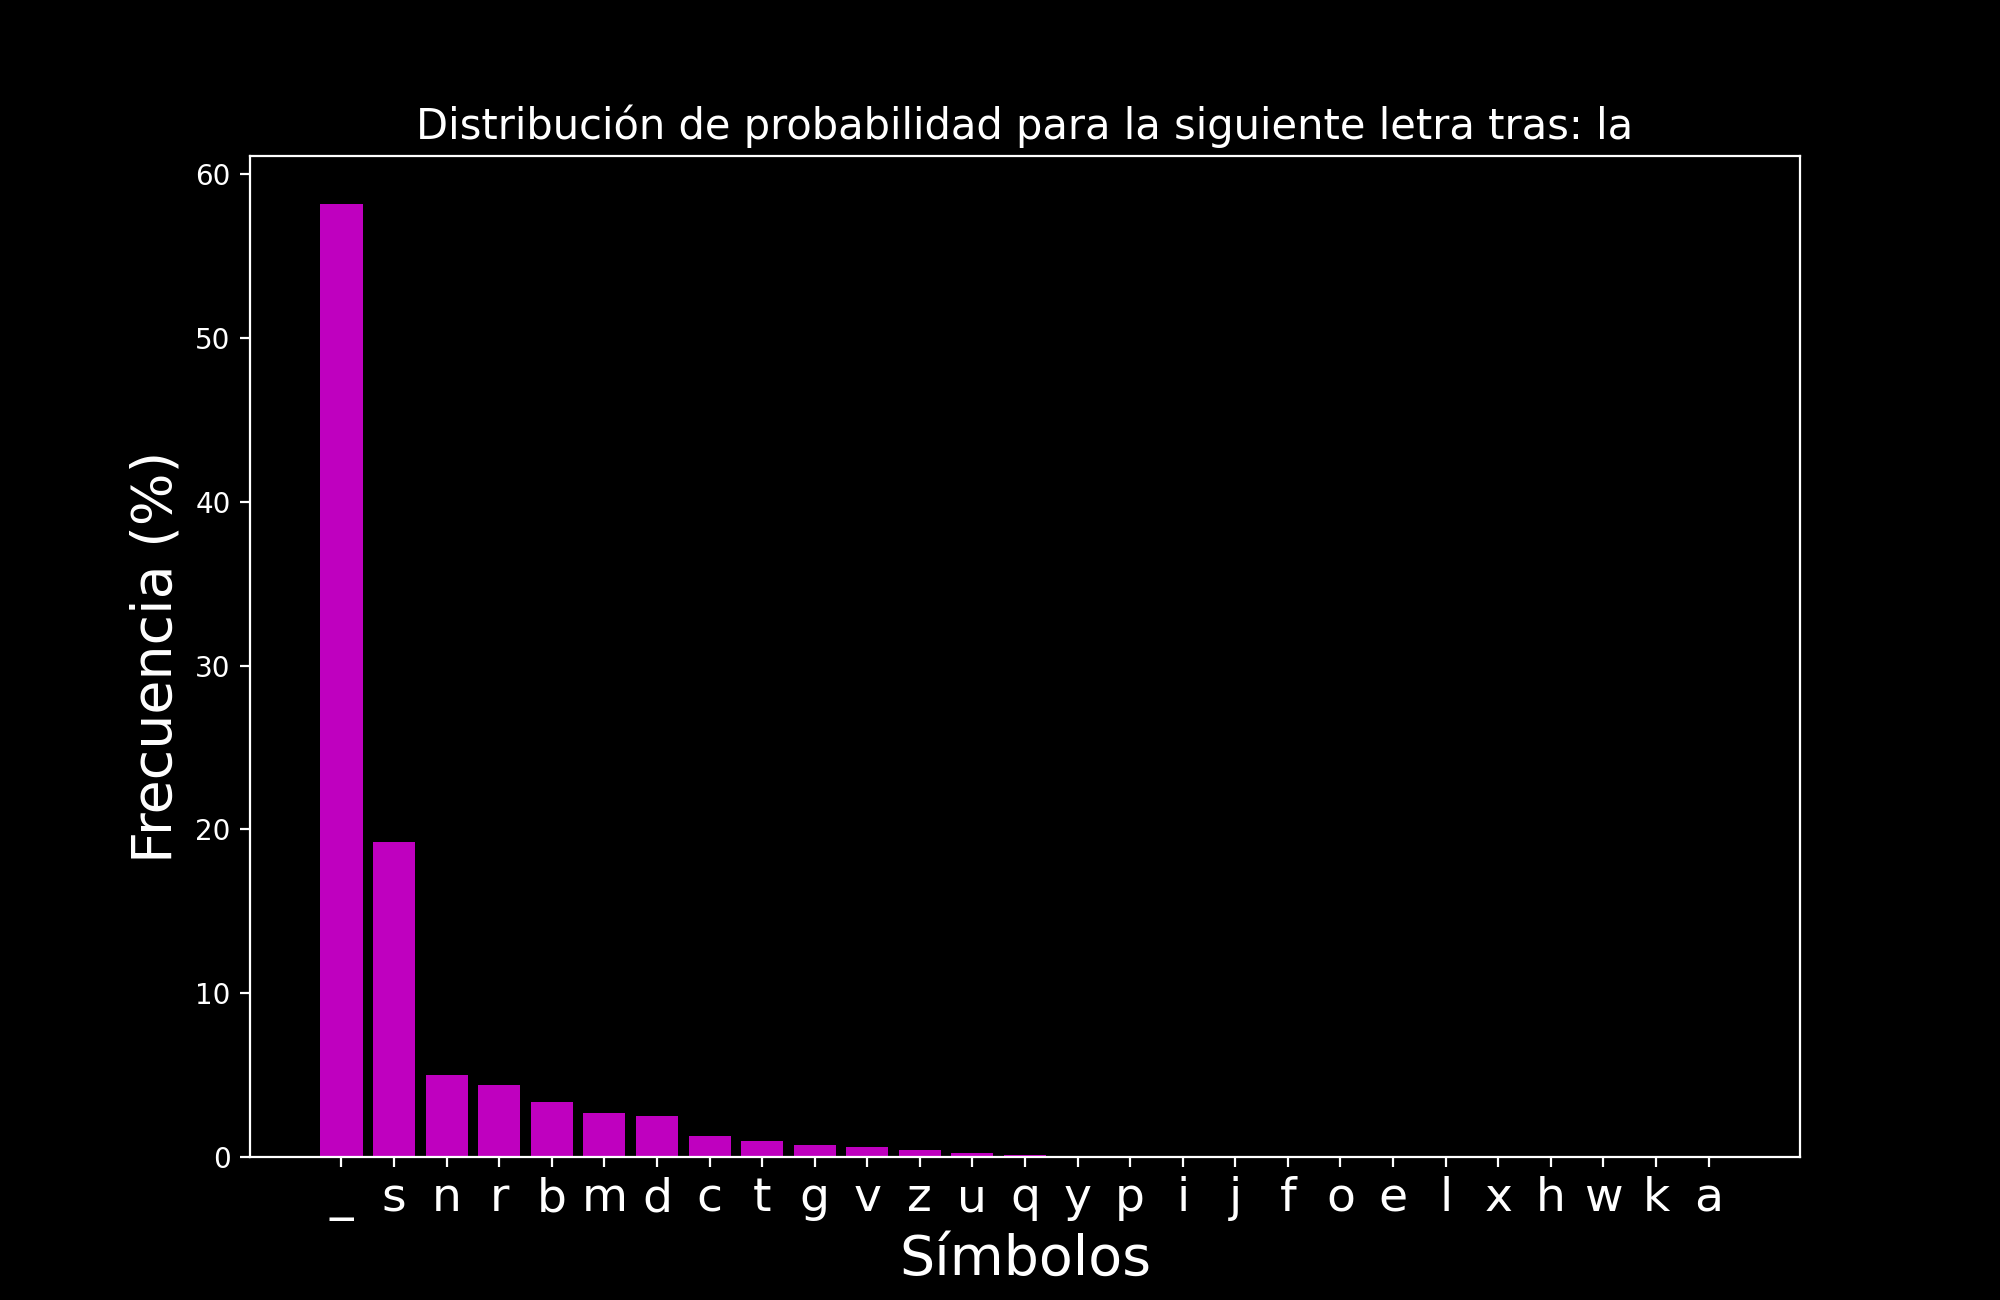 Distribución de probabilidad para la siguiente letra tras: la
60
50
40
30
20
10
0
Frecuencia (%)
_ s n r b m d c t g v z u q y p i j f o e l x h w k a
Símbolos